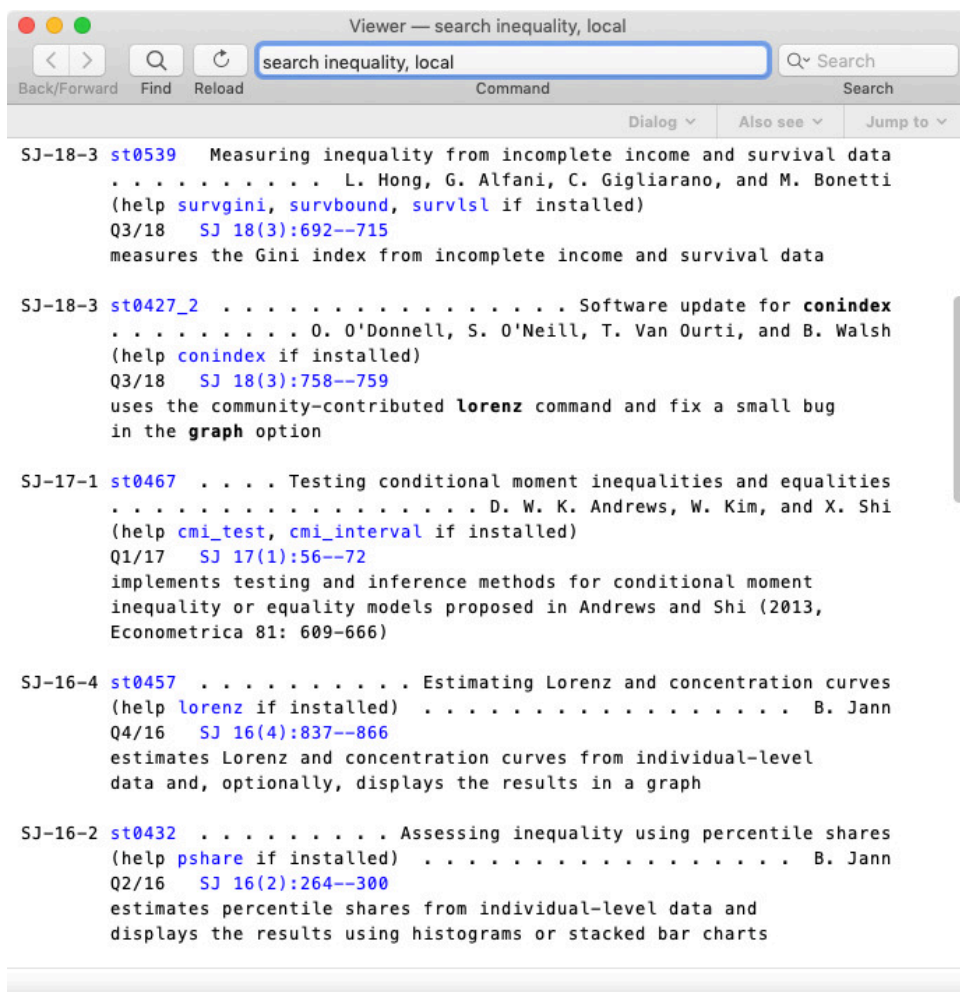 Viewer — search inequality, local
search inequality, local
Search
Back/Forward Find Reload Command Search
Dialog Also see Jump to
SJ-18-3 st0539 Measuring inequality from incomplete income and survival data
. . . . . . . . . . . L. Hong, G. Alfani, C. Gigliarano, and M. Bonetti
(help survgini, survbound, survlsl if installed)
Q3/18 SJ 18(3):692--715
measures the Gini index from incomplete income and survival data
SJ-18-3 st0427_2 . . . . . . . . . . . . . . . . Software update for conindex
. . . . . . . . . O. O'Donnell, S. O'Neill, T. Van Ourti, and B. Walsh
(help conindex if installed)
Q3/18 SJ 18(3):758--759
uses the community-contributed lorenz command and fix a small bug
in the graph option
SJ-17-1 st0467 . . . . Testing conditional moment inequalities and equalities
. . . . . . . . . . . . . . . . . D. W. K. Andrews, W. Kim, and X. Shi
(help cmi_test, cmi_interval if installed)
Q1/17 SJ 17(1):56--72
implements testing and inference methods for conditional moment
inequality or equality models proposed in Andrews and Shi (2013,
Econometrica 81: 609-666)
SJ-16-4 st0457 . . . . . . . . . . Estimating Lorenz and concentration curves
(help lorenz if installed) . . . . . . . . . . . . . . . . . B. Jann
Q4/16 SJ 16(4):837--866
estimates Lorenz and concentration curves from individual-level
data and, optionally, displays the results in a graph
SJ-16-2 st0432 . . . . . . . . . Assessing inequality using percentile shares
(help pshare if installed) . . . . . . . . . . . . . . . . . B. Jann
Q2/16 SJ 16(2):264--300
estimates percentile shares from individual-level data and
displays the results using histograms or stacked bar charts